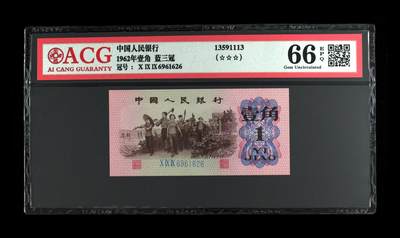 ACG
AI CANG GUARANTY
中国人民银行
1962年壹角 蓝三冠
冠号：X IX IX6961626
13591113
(☆☆☆)
66 EPQ
Gem Uncirculated
中国人民银行
壹角
1
YI
JIAO
X IX IX 6961626